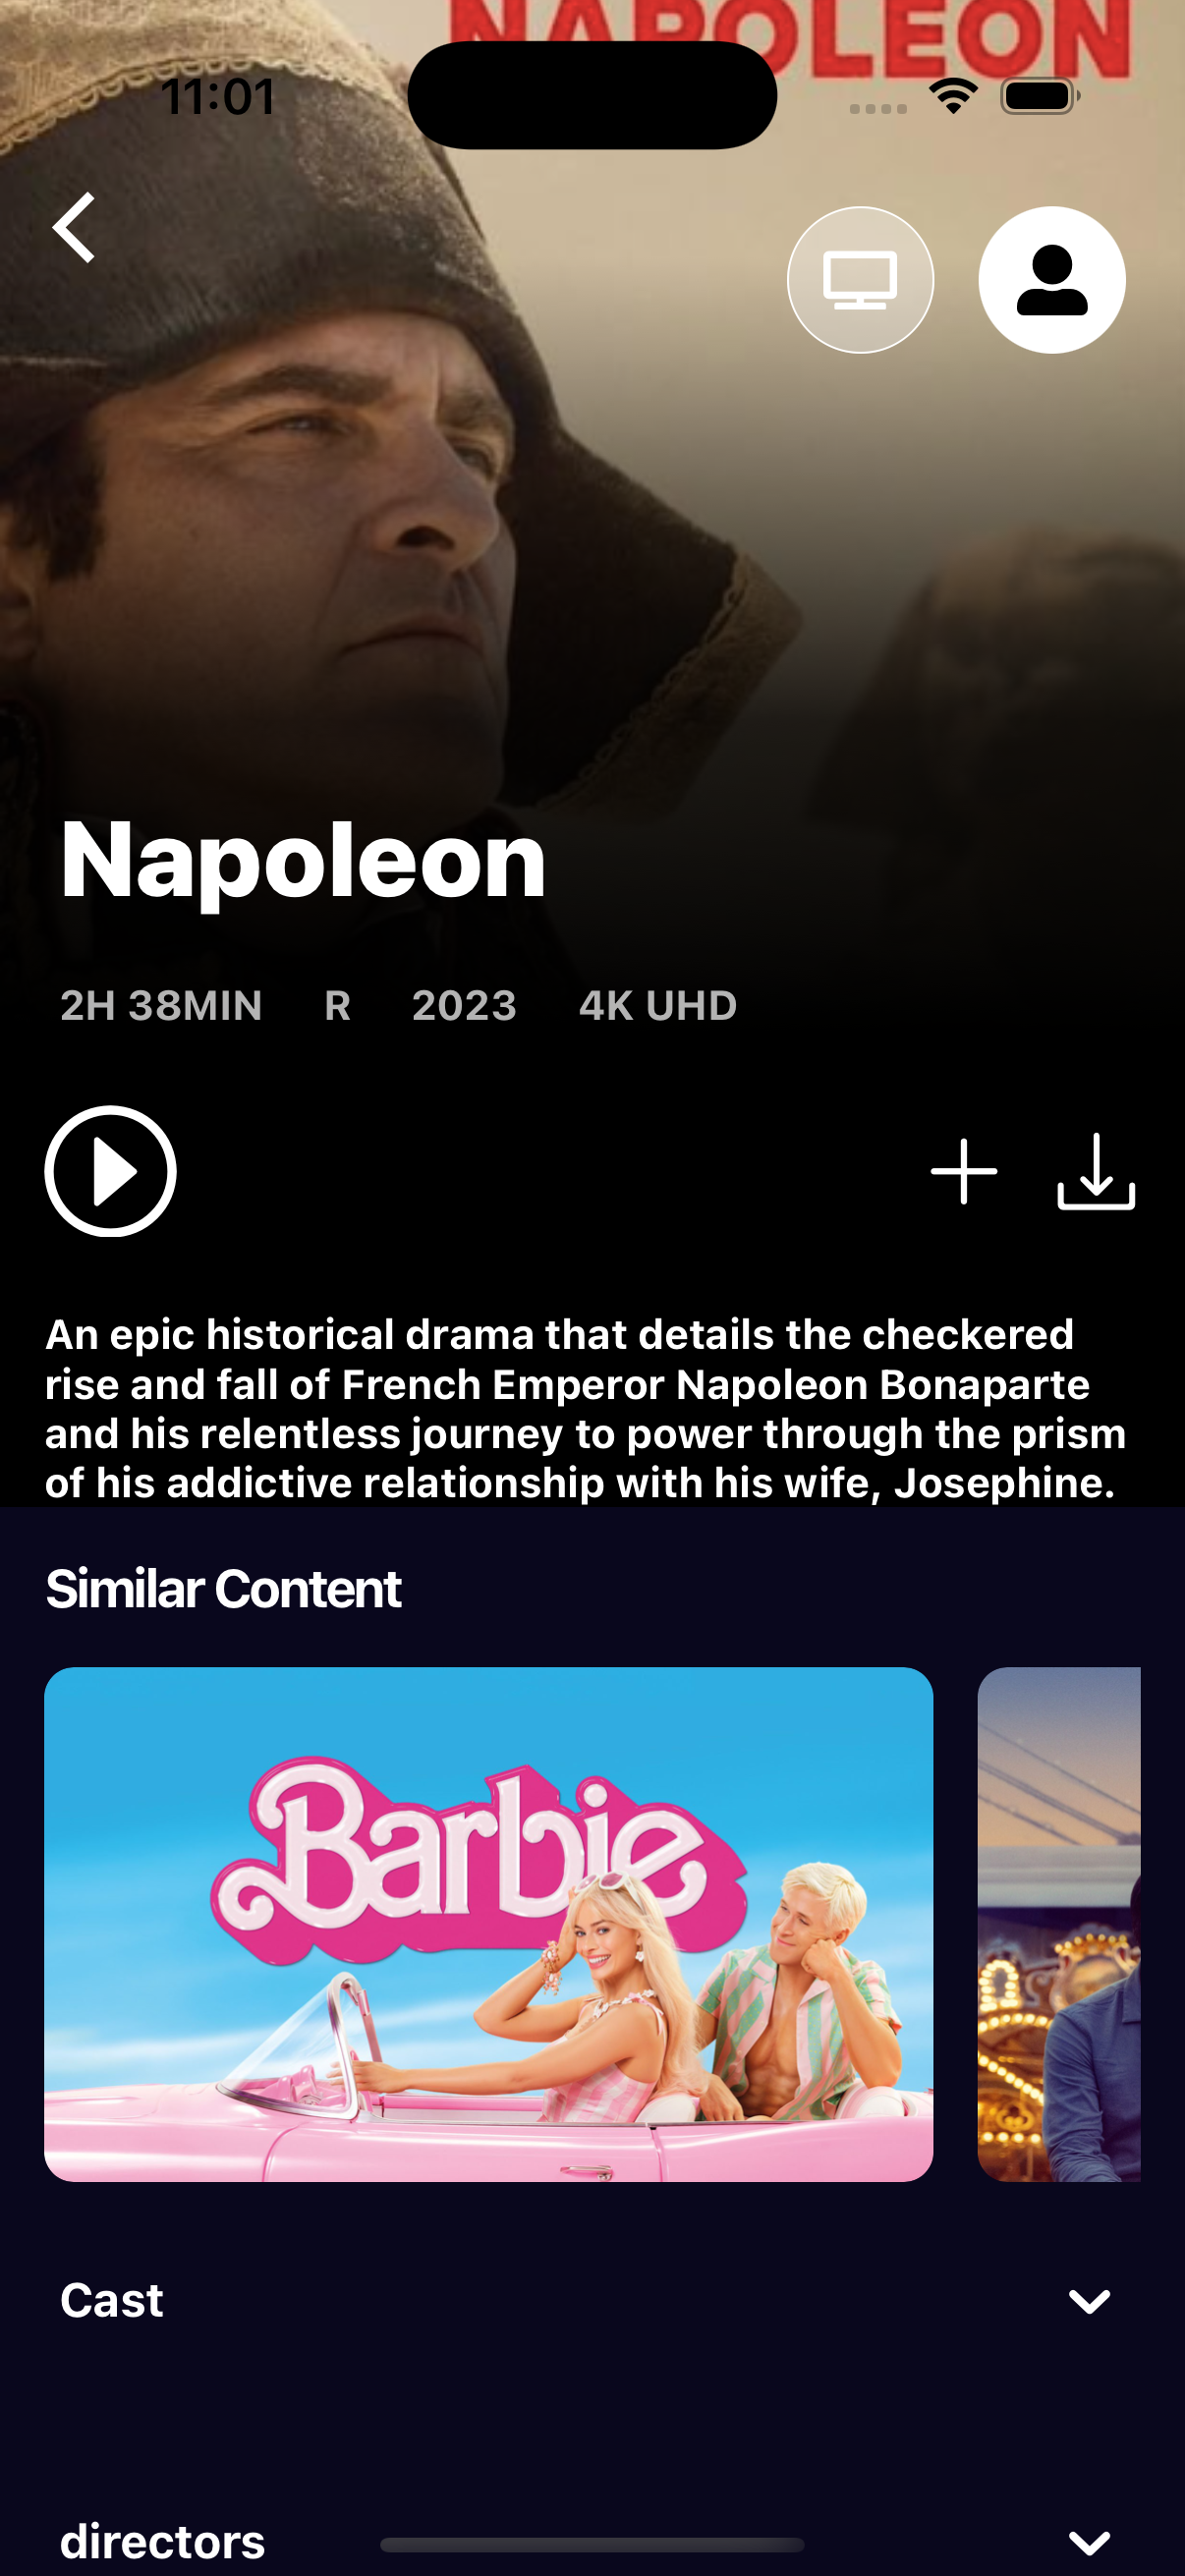 NAPOLEON
11:01
Napoleon
2H 38MIN R 2023 4K UHD
An epic historical drama that details the checkered
rise and fall of French Emperor Napoleon Bonaparte
and his relentless journey to power through the prism
of his addictive relationship with his wife, Josephine.
Similar Content
Barbie
Cast
directors